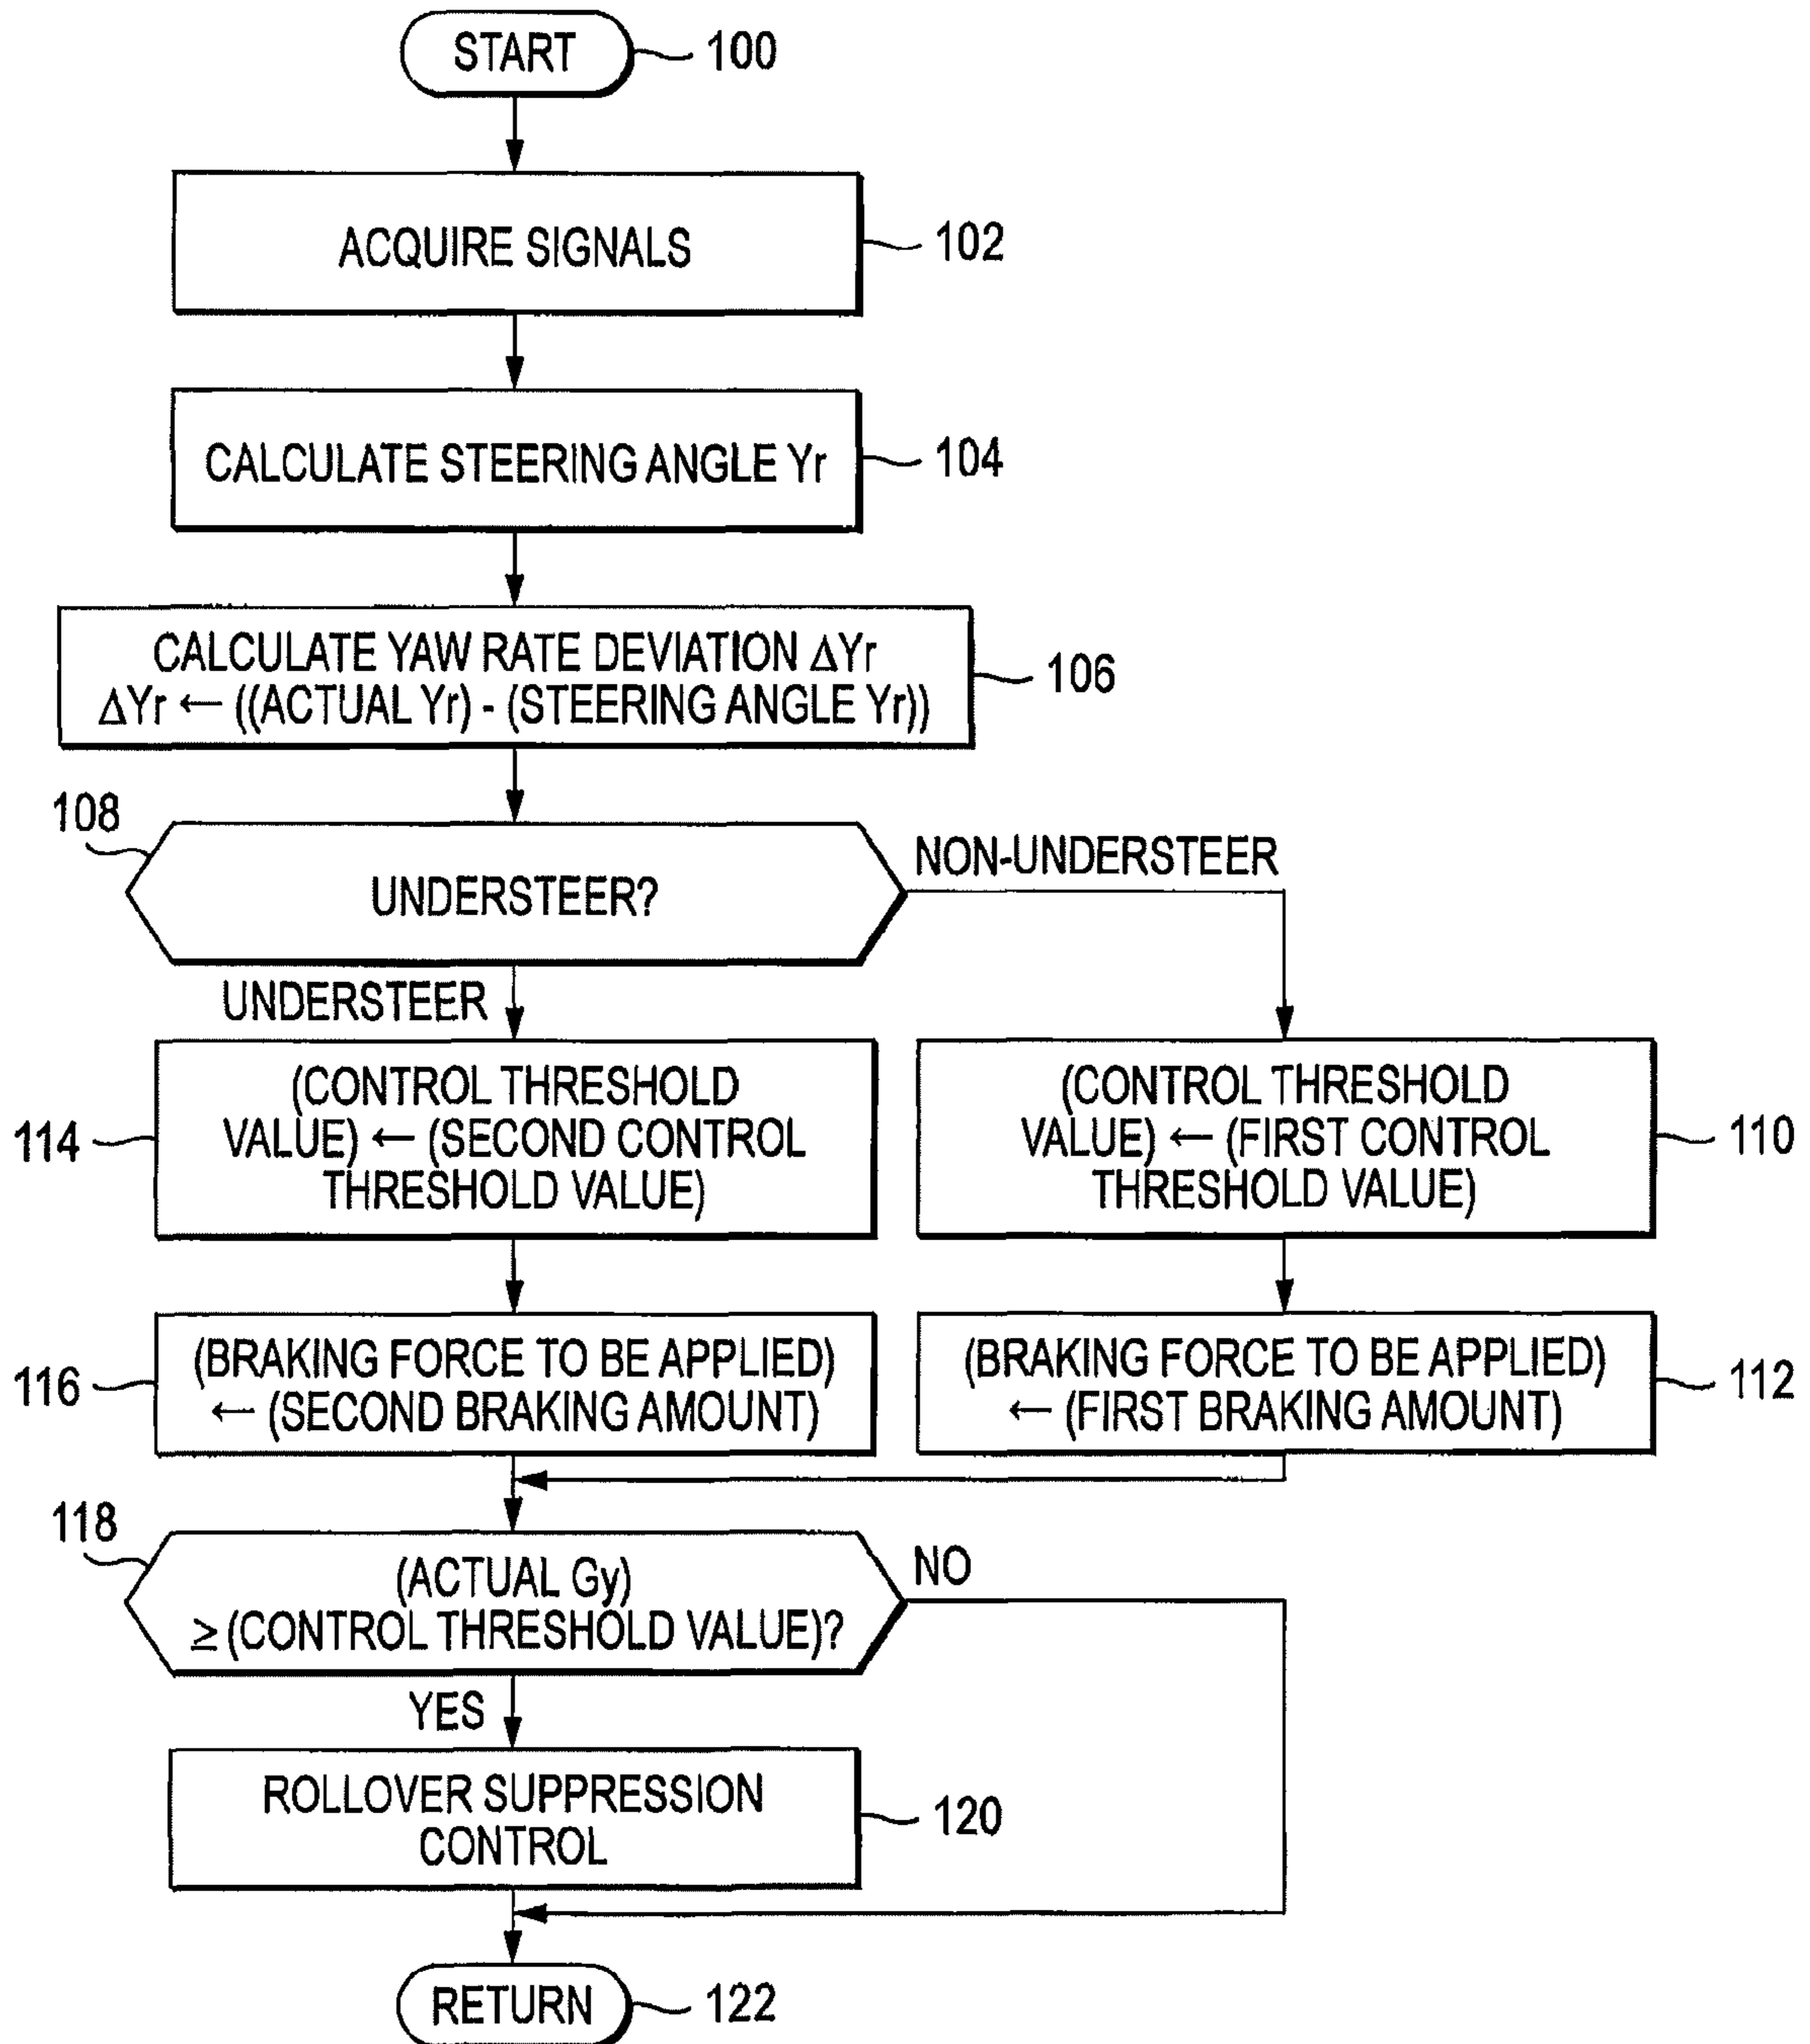 START
100
ACQUIRE SIGNALS
102
CALCULATE STEERING ANGLE Yr
104
CALCULATE YAW RATE DEVIATION ΔYr
ΔYr ← ((ACTUAL Yr) - (STEERING ANGLE Yr))
106
108
UNDERSTEER?
NON-UNDERSTEER
UNDERSTEER
114
(CONTROL THRESHOLD
VALUE) ← (SECOND CONTROL
THRESHOLD VALUE)
(CONTROL THRESHOLD
VALUE) ← (FIRST CONTROL
THRESHOLD VALUE)
110
116
(BRAKING FORCE TO BE APPLIED)
← (SECOND BRAKING AMOUNT)
(BRAKING FORCE TO BE APPLIED)
← (FIRST BRAKING AMOUNT)
112
118
(ACTUAL Gy)
≥ (CONTROL THRESHOLD VALUE)?
NO
YES
ROLLOVER SUPPRESSION
CONTROL
120
RETURN
122